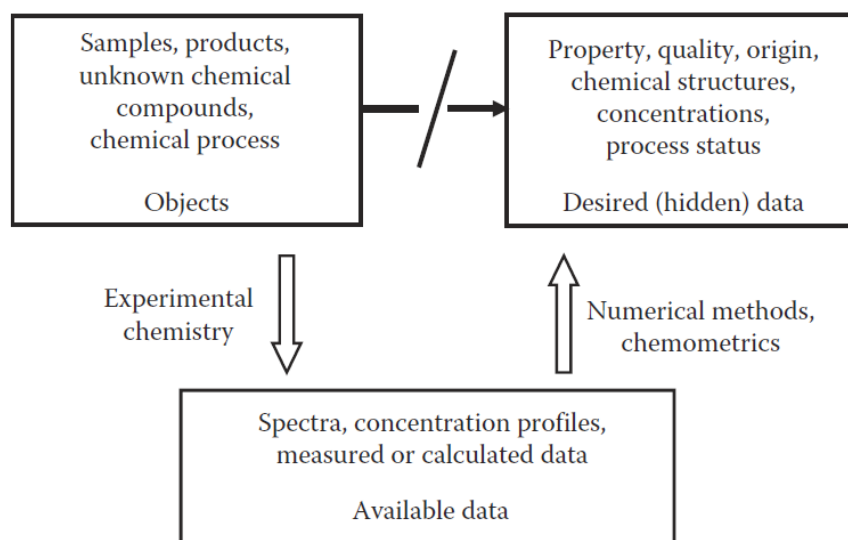 Samples, products,
unknown chemical
compounds,
chemical process
Objects
Property, quality, origin,
chemical structures,
concentrations,
process status
Desired (hidden) data
Experimental
chemistry
Numerical methods,
chemometrics
Spectra, concentration profiles,
measured or calculated data
Available data